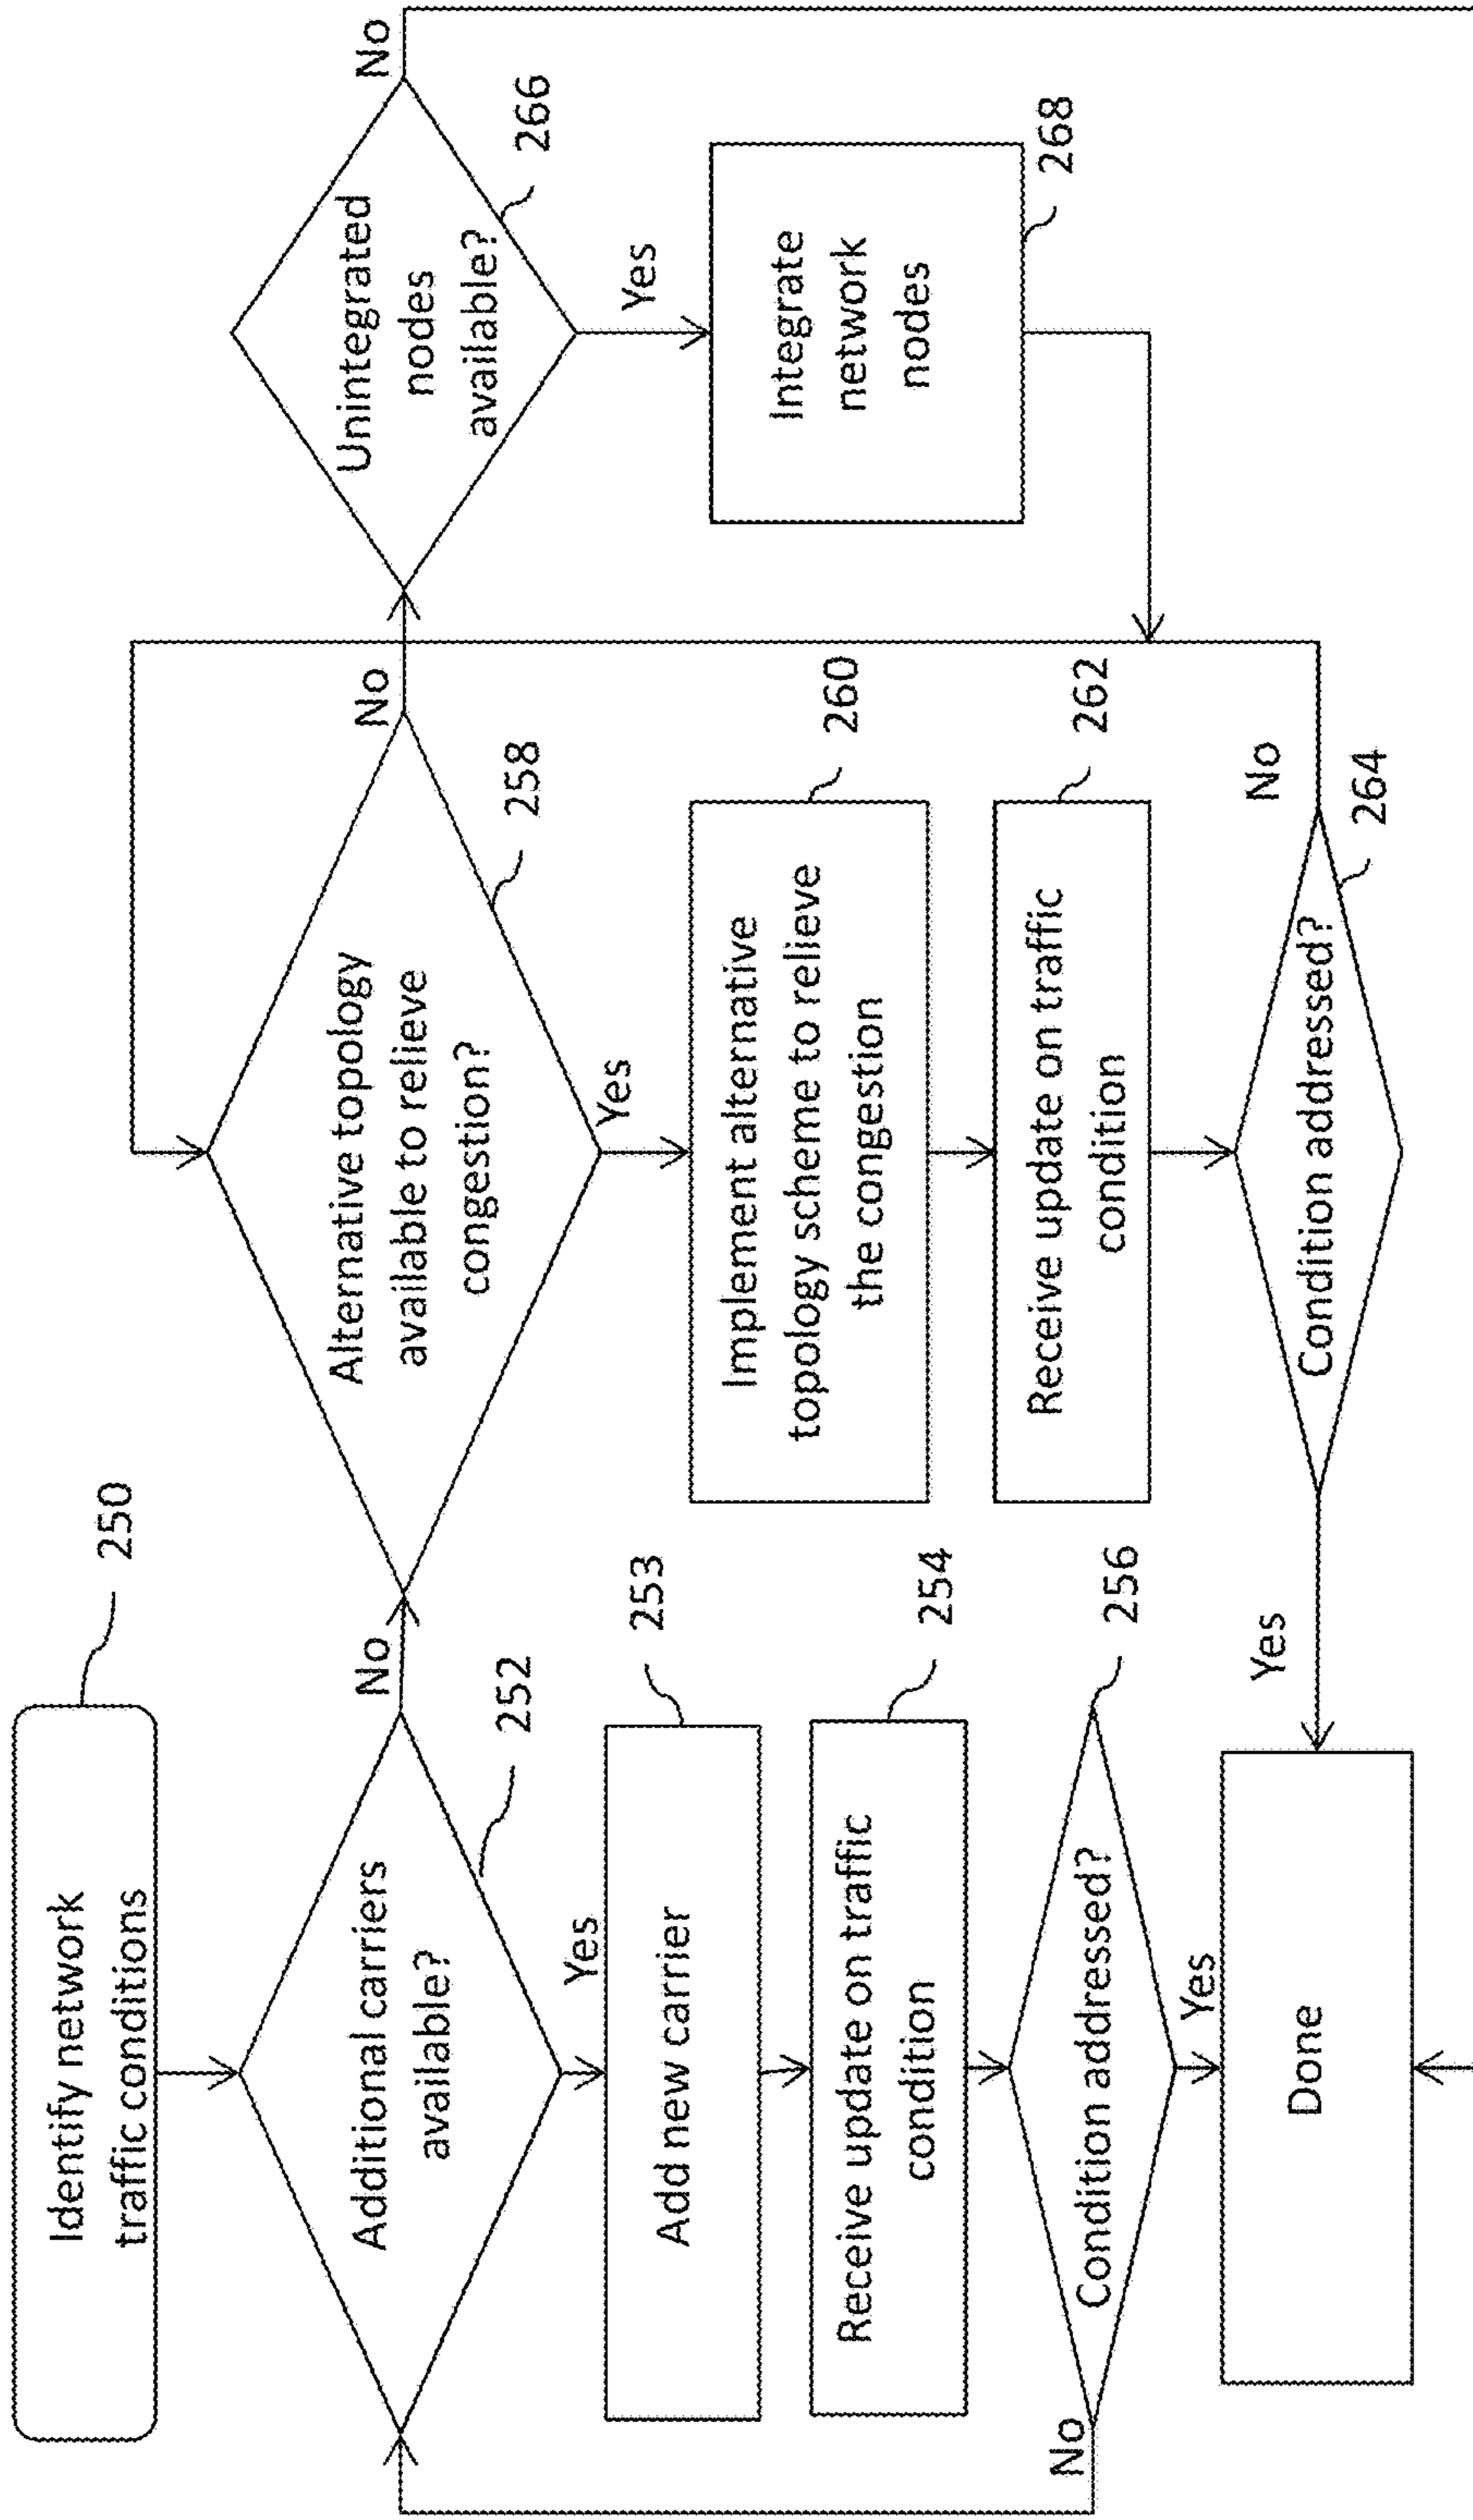 Identify network
traffic conditions
250
Additional carriers
available?
252
No
Yes
Add new carrier
253
Receive update on traffic
condition
254
Condition addressed?
256
No
Yes
Done
Alternative topology
available to relieve
congestion?
258
No
Yes
Implement alternative
topology scheme to relieve
the congestion
260
Receive update on traffic
condition
262
Condition addressed?
264
No
Yes
Unintegrated
nodes
available?
266
No
Yes
Integrate
network
nodes
268